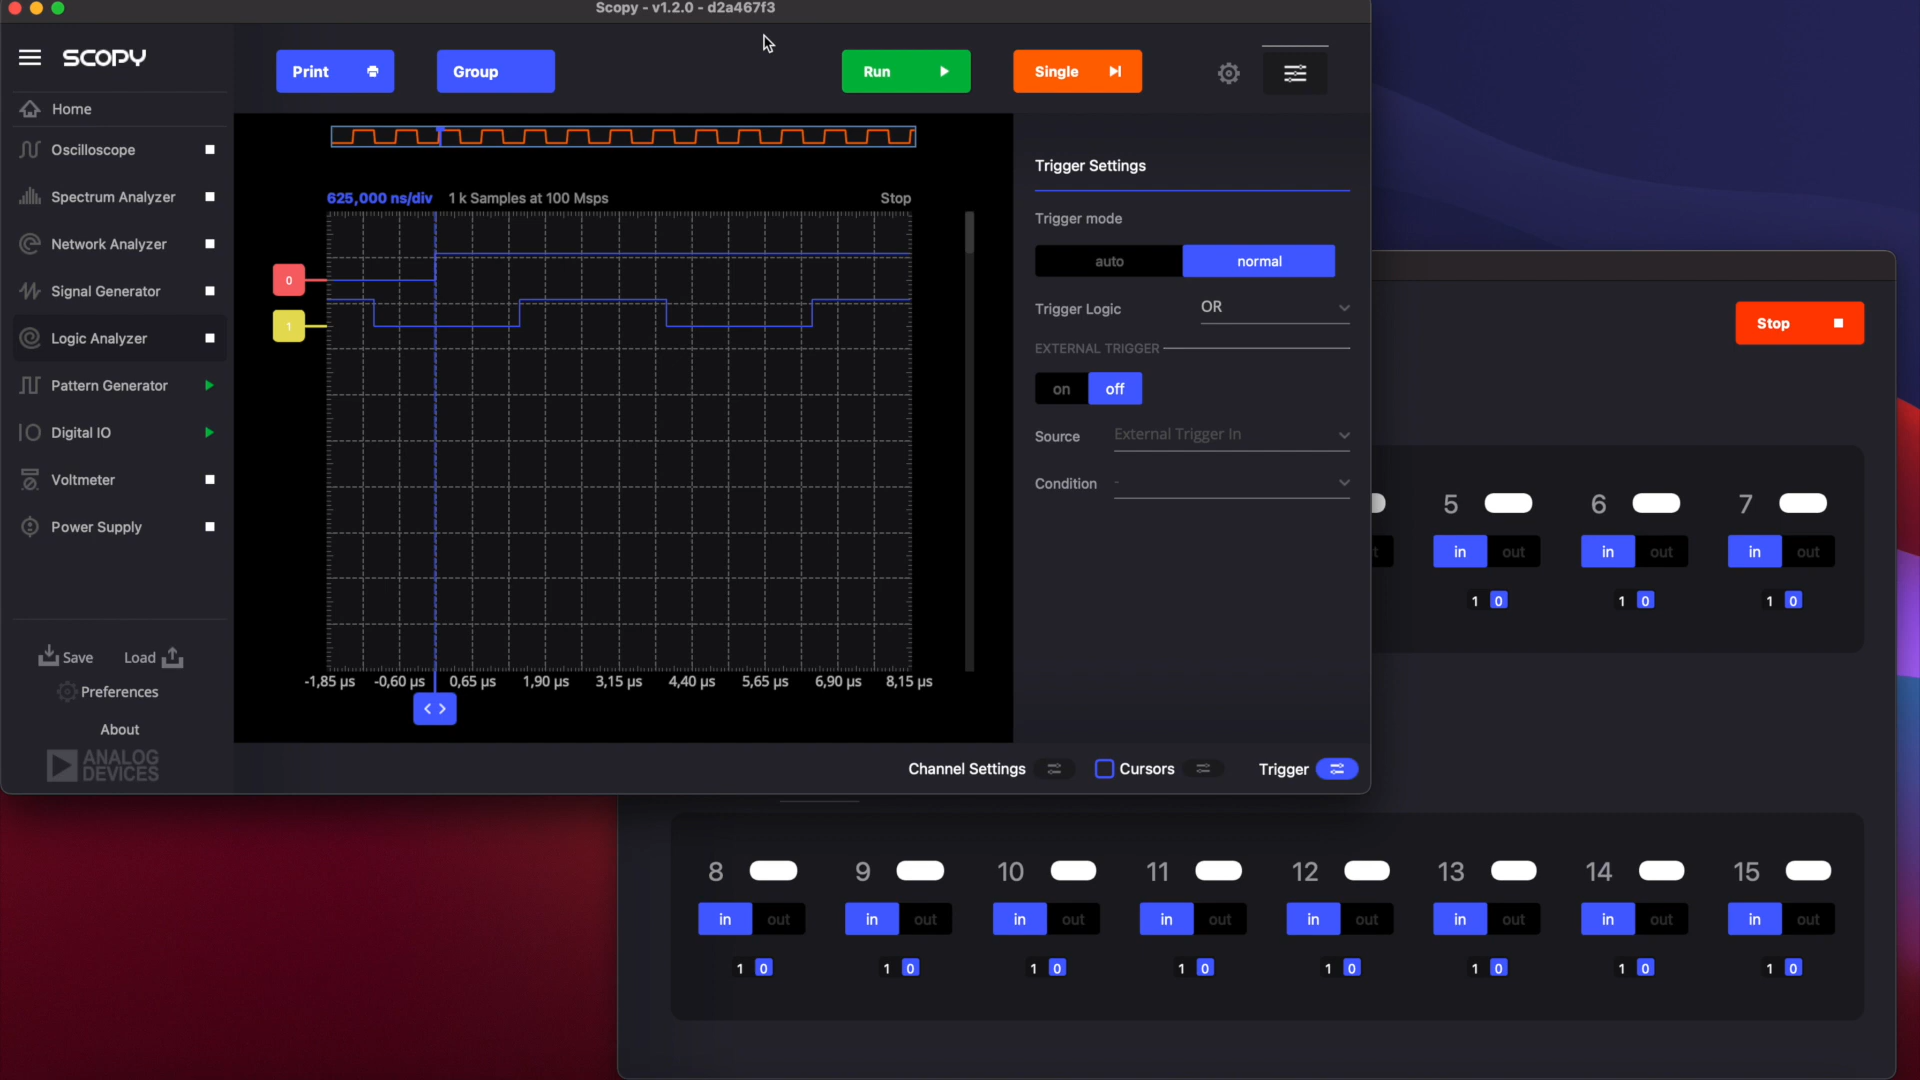 Scopy - v1.2.0 - d2a467f3
SCOPY
Print
Group
Run
Single
Home
Oscilloscope
Spectrum Analyzer
Network Analyzer
Signal Generator
Logic Analyzer
Pattern Generator
Digital IO
Voltmeter
Power Supply
Save
Load
Preferences
About
ANALOG
DEVICES
625,000 ns/div 1 k Samples at 100 Msps Stop
0
1
-1,85 µs -0,60 µs 0,65 µs 1,90 µs 3,15 µs 4,40 µs 5,65 µs 6,90 µs 8,15 µs
Trigger Settings
Trigger mode
auto normal
Trigger Logic OR
EXTERNAL TRIGGER
on off
Source External Trigger In
Condition -
Channel Settings Cursors Trigger
Stop
5 6 7
t in out in out in out
1 0 1 0 1 0
8 9 10 11 12 13 14 15
in out in out in out in out in out in out in out in out
1 0 1 0 1 0 1 0 1 0 1 0 1 0 1 0